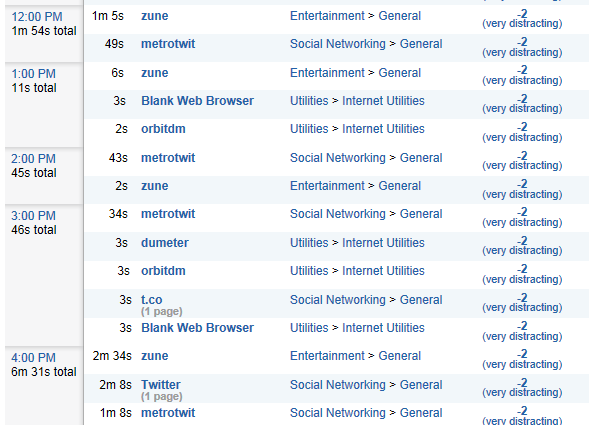 (very distracting)
12:00 PM
1m 54s total
1m 5s zune Entertainment > General -2
(very distracting)
49s metrotwit Social Networking > General -2
(very distracting)
1:00 PM
11s total
6s zune Entertainment > General -2
(very distracting)
3s Blank Web Browser Utilities > Internet Utilities -2
(very distracting)
2s orbitdm Utilities > Internet Utilities -2
(very distracting)
2:00 PM
45s total
43s metrotwit Social Networking > General -2
(very distracting)
2s zune Entertainment > General -2
(very distracting)
3:00 PM
46s total
34s metrotwit Social Networking > General -2
(very distracting)
3s dumeter Utilities > Internet Utilities -2
(very distracting)
3s orbitdm Utilities > Internet Utilities -2
(very distracting)
3s t.co Social Networking > General -2
(1 page) (very distracting)
3s Blank Web Browser Utilities > Internet Utilities -2
(very distracting)
4:00 PM
6m 31s total
2m 34s zune Entertainment > General -2
(very distracting)
2m 8s Twitter Social Networking > General -2
(1 page) (very distracting)
1m 8s metrotwit Social Networking > General -2
(very distracting)